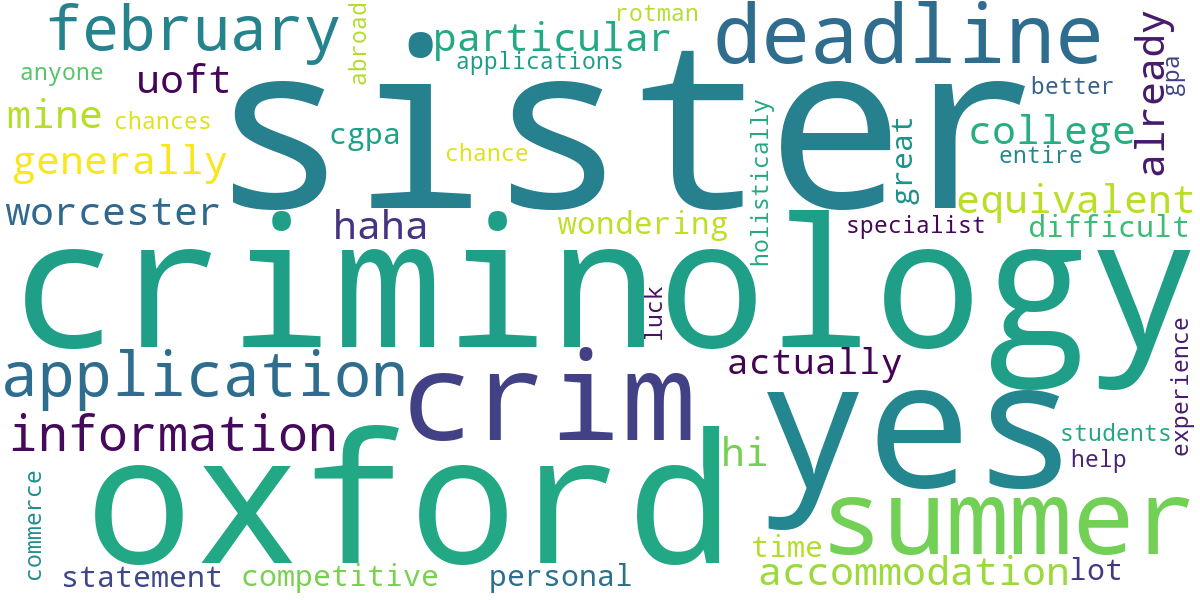 february
abroad
particular
rotman
deadline
applications
anyone
uoft
sister
better
already
gpa
mine
chances
cgpa
chance
holistically
great
college
entire
generally
worcester
haha
wondering
specialist
equivalent
difficult
criminology
luck
application
crim
actually
yes
experience
information
oxford
hi
students
help
summer
commerce
statement
competitive
personal
time
accommodation
lot